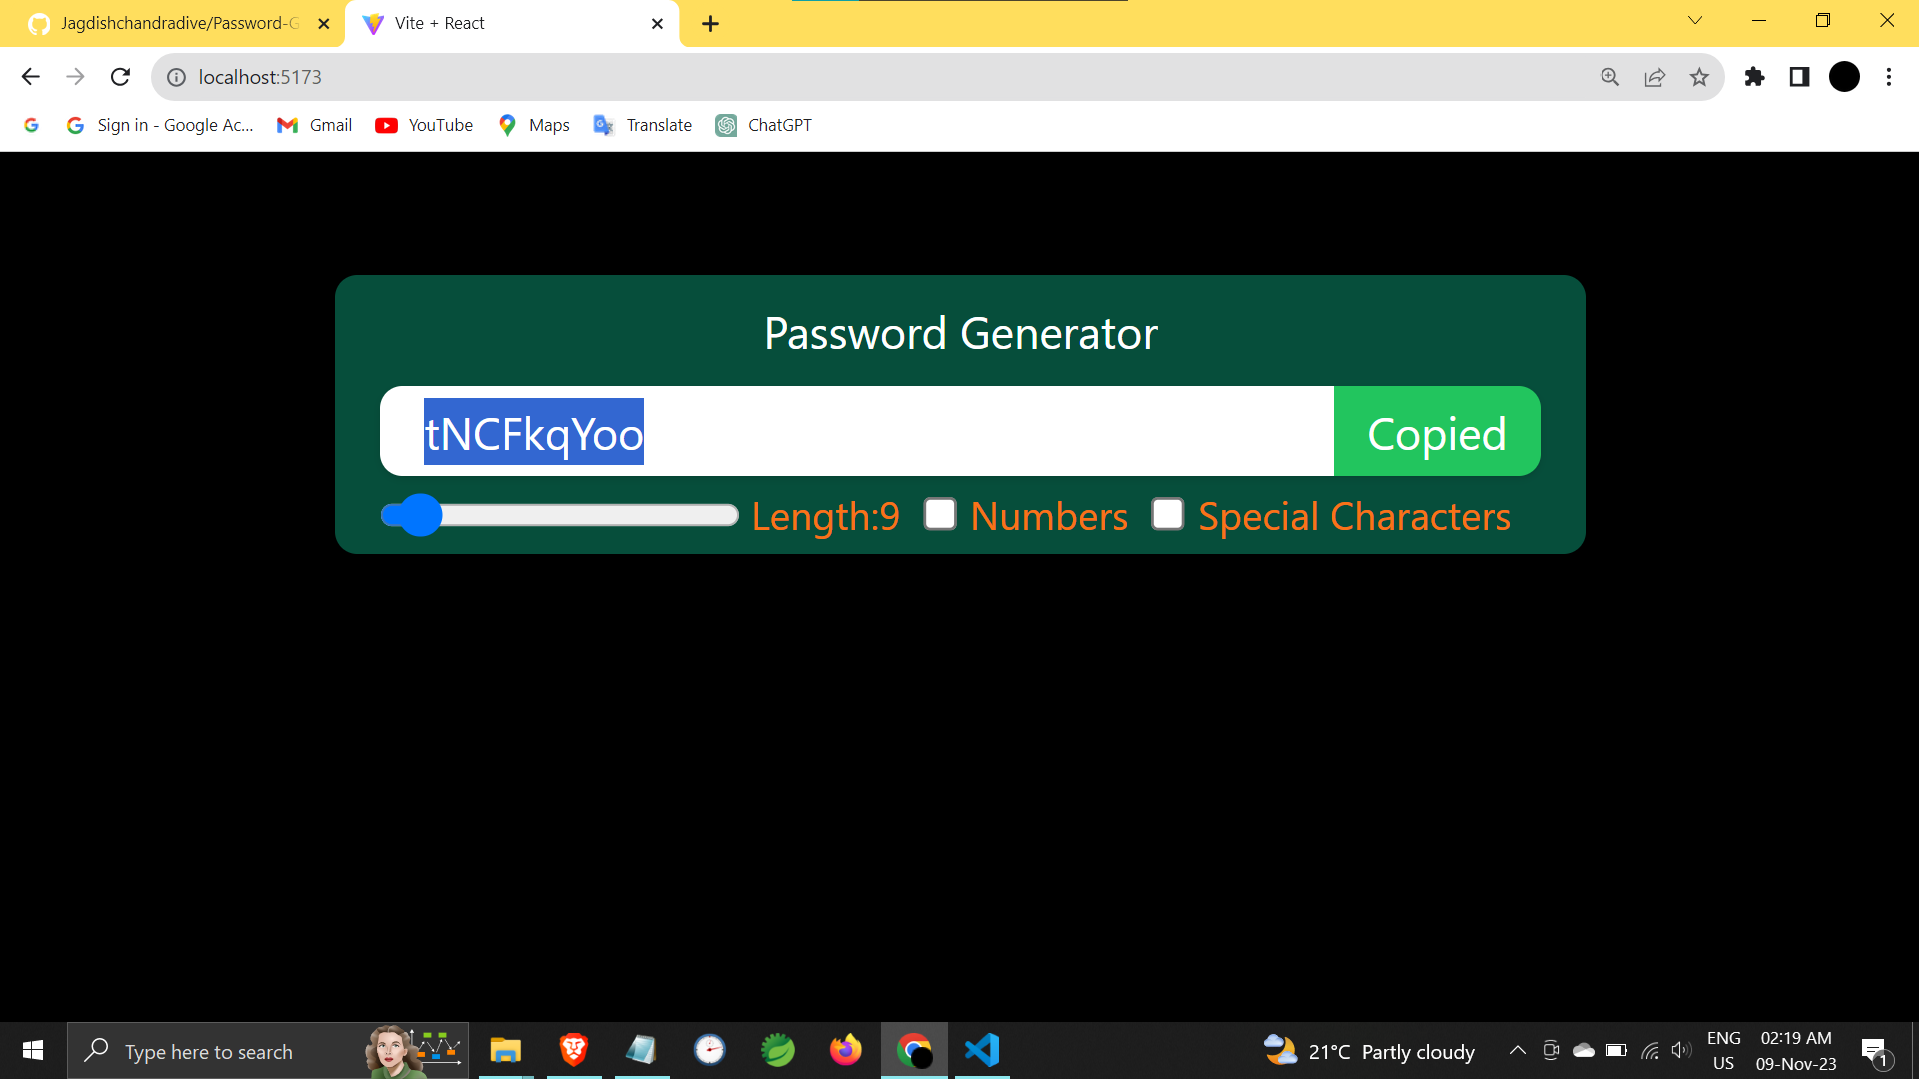 Jagdishchandradive/Password-G
Vite + React
localhost:5173
Sign in - Google Ac...
Gmail
YouTube
Maps
Translate
ChatGPT
Password Generator
tNCFkqYoo
Copied
Length:9
Numbers
Special Characters
Type here to search
21°C Partly cloudy
ENG
US
02:19 AM
09-Nov-23
1